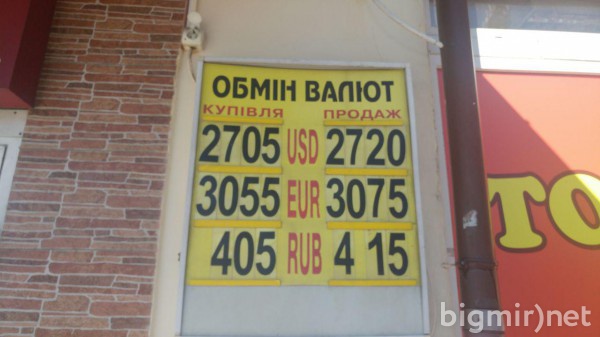 ОБМІН ВАЛЮТ
КУПІВЛЯ ПРОДАЖ
2705 USD 2720
3055 EUR 3075
405 RUB 4 15
ТО
bigmir)net